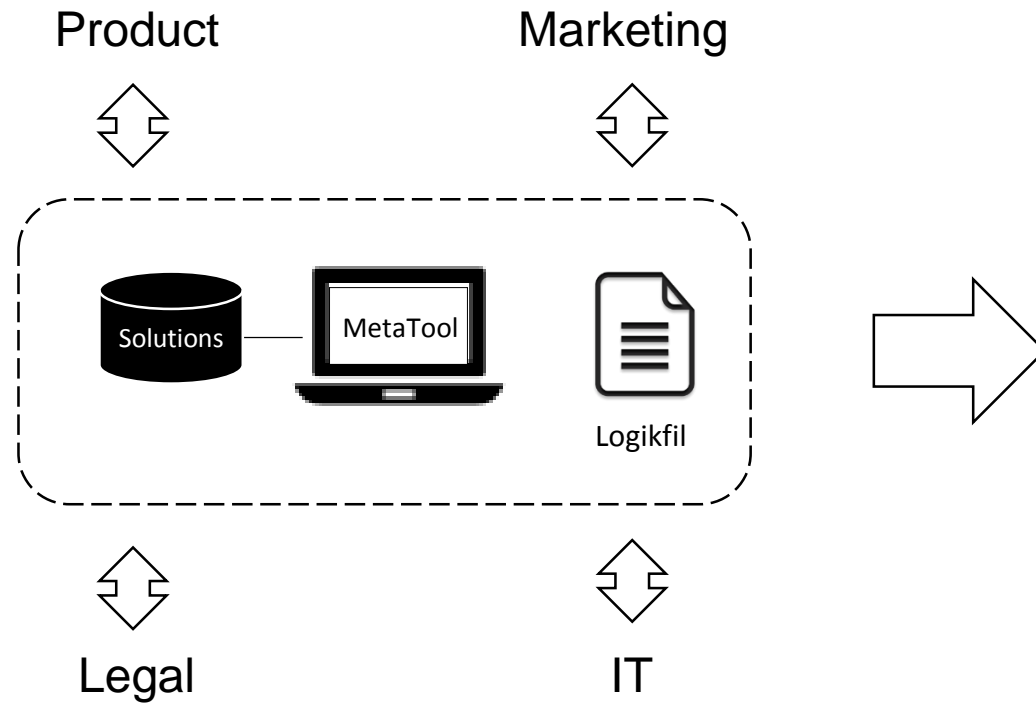 Product
Marketing
Solutions
MetaTool
Logikfil
Legal
IT